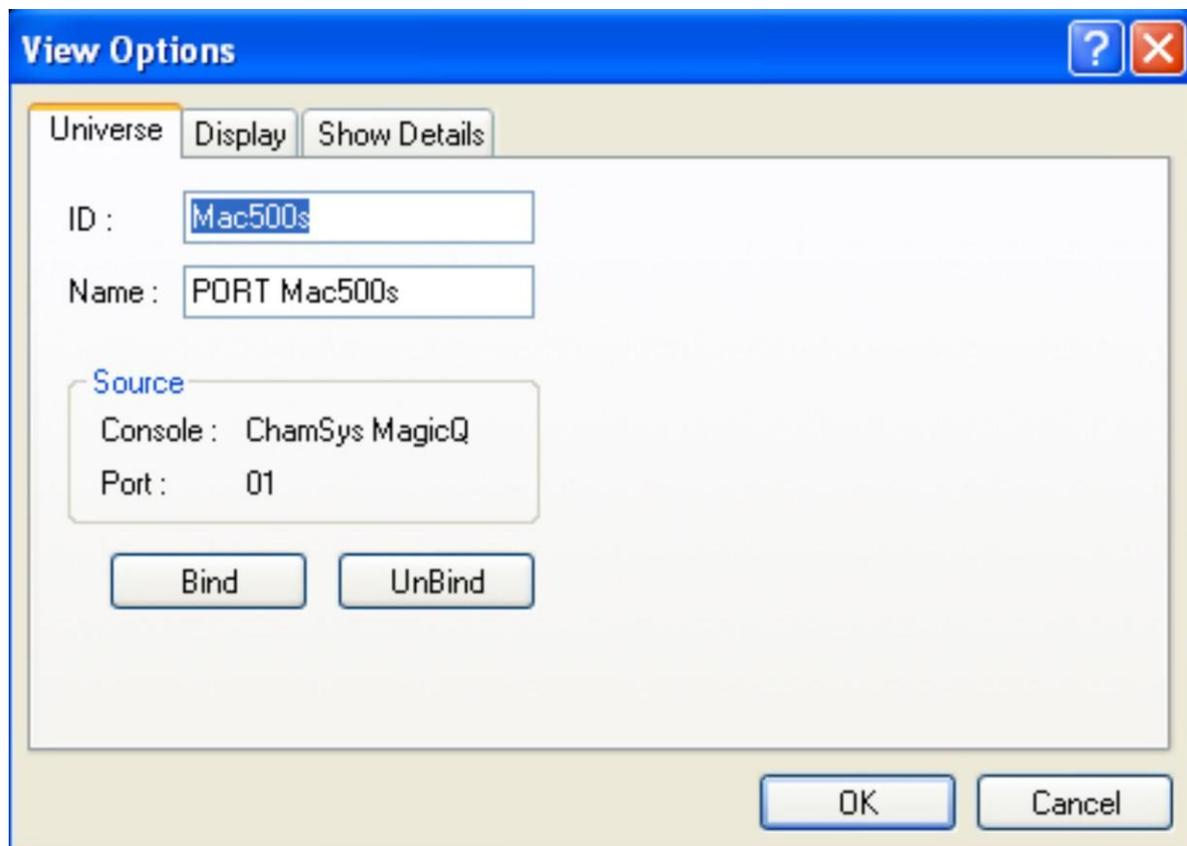 View Options
?
Universe Display Show Details
ID : Mac500s
Name : PORT Mac500s
Source
Console : ChamSys MagicQ
Port : 01
Bind UnBind
OK Cancel